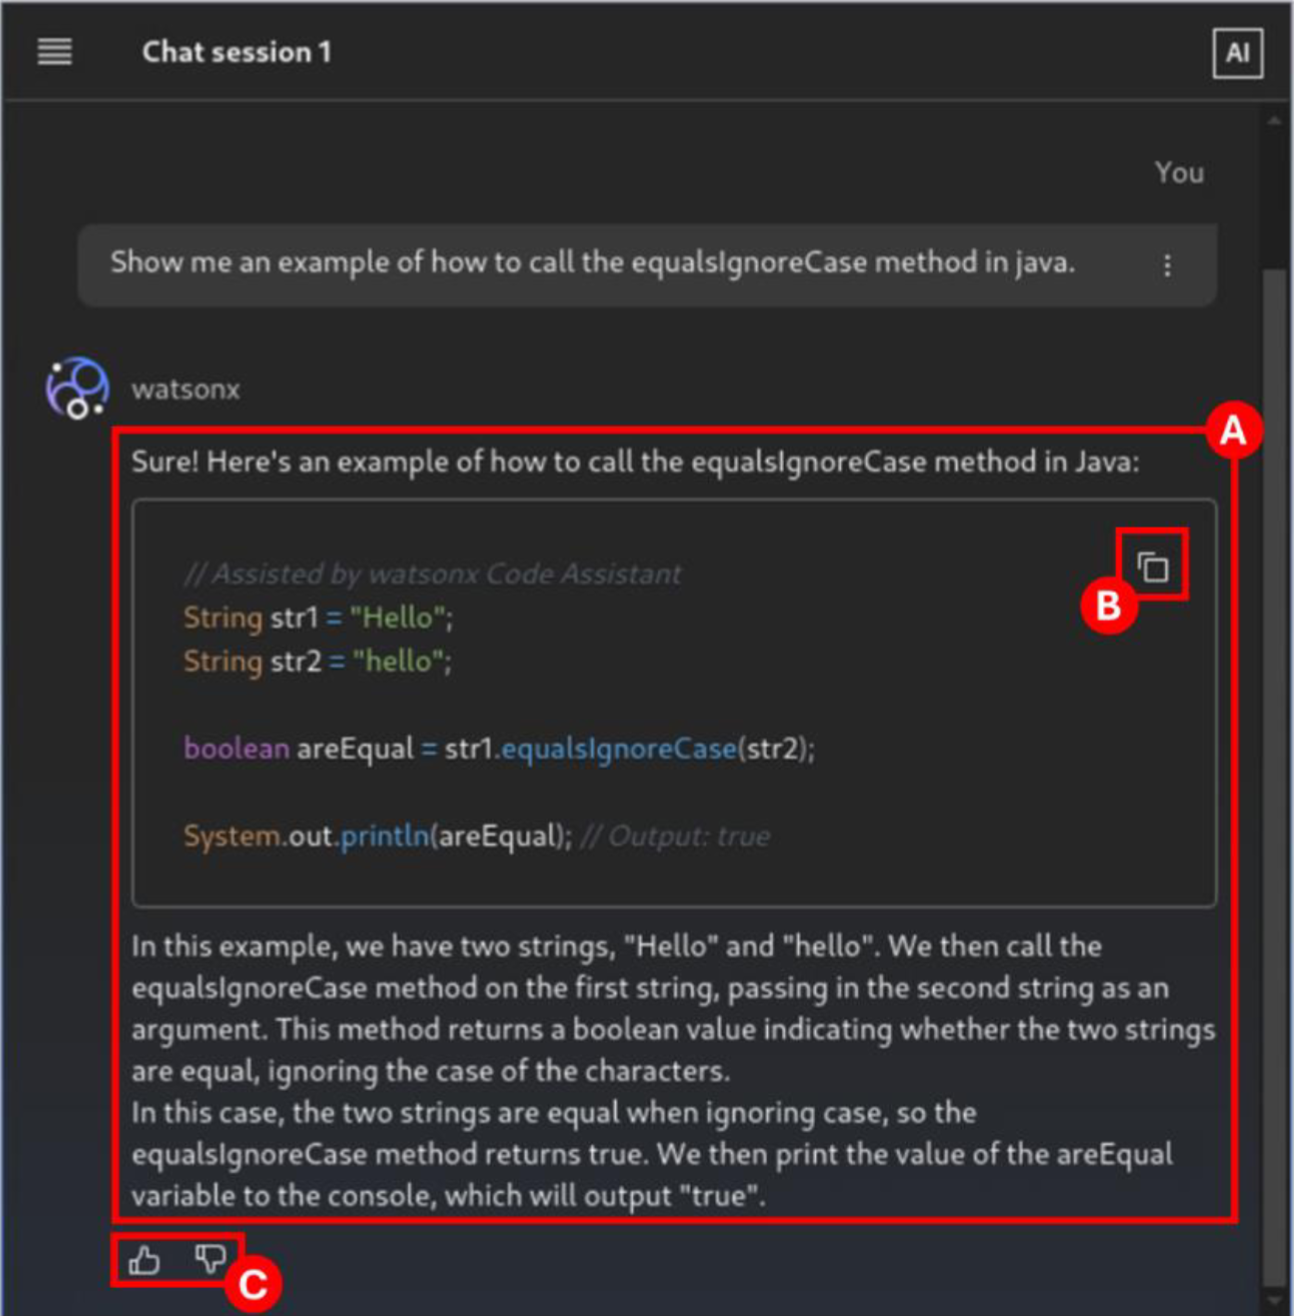 Chat session 1
AI
You
Show me an example of how to call the equalsIgnoreCase method in java.
watsonx
A
Sure! Here's an example of how to call the equalsIgnoreCase method in Java:
// Assisted by watsonx Code Assistant
B
String str1 = "Hello";
String str2 = "hello";
boolean areEqual = str1.equalsIgnoreCase(str2);
System.out.println(areEqual); // Output: true
In this example, we have two strings, "Hello" and "hello". We then call the
equalsIgnoreCase method on the first string, passing in the second string as an
argument. This method returns a boolean value indicating whether the two strings
are equal, ignoring the case of the characters.
In this case, the two strings are equal when ignoring case, so the
equalsIgnoreCase method returns true. We then print the value of the areEqual
variable to the console, which will output "true".
C